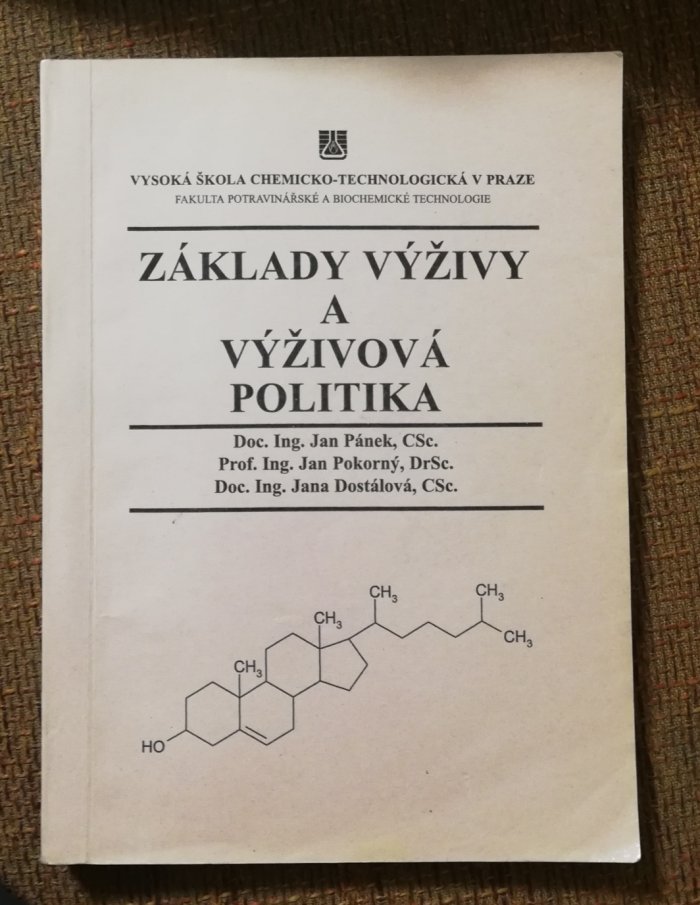 VYSOKÁ ŠKOLA CHEMICKO-TECHNOLOGICKÁ V PRAZE
FAKULTA POTRAVINÁŘSKÉ A BIOCHEMICKÉ TECHNOLOGIE
ZÁKLADY VÝŽIVY
A
VÝŽIVOVÁ
POLITIKA
Doc. Ing. Jan Pánek, CSc.
Prof. Ing. Jan Pokorný, DrSc.
Doc. Ing. Jana Dostálová, CSc.
CH3
CH3
CH3
CH3
CH3
HO